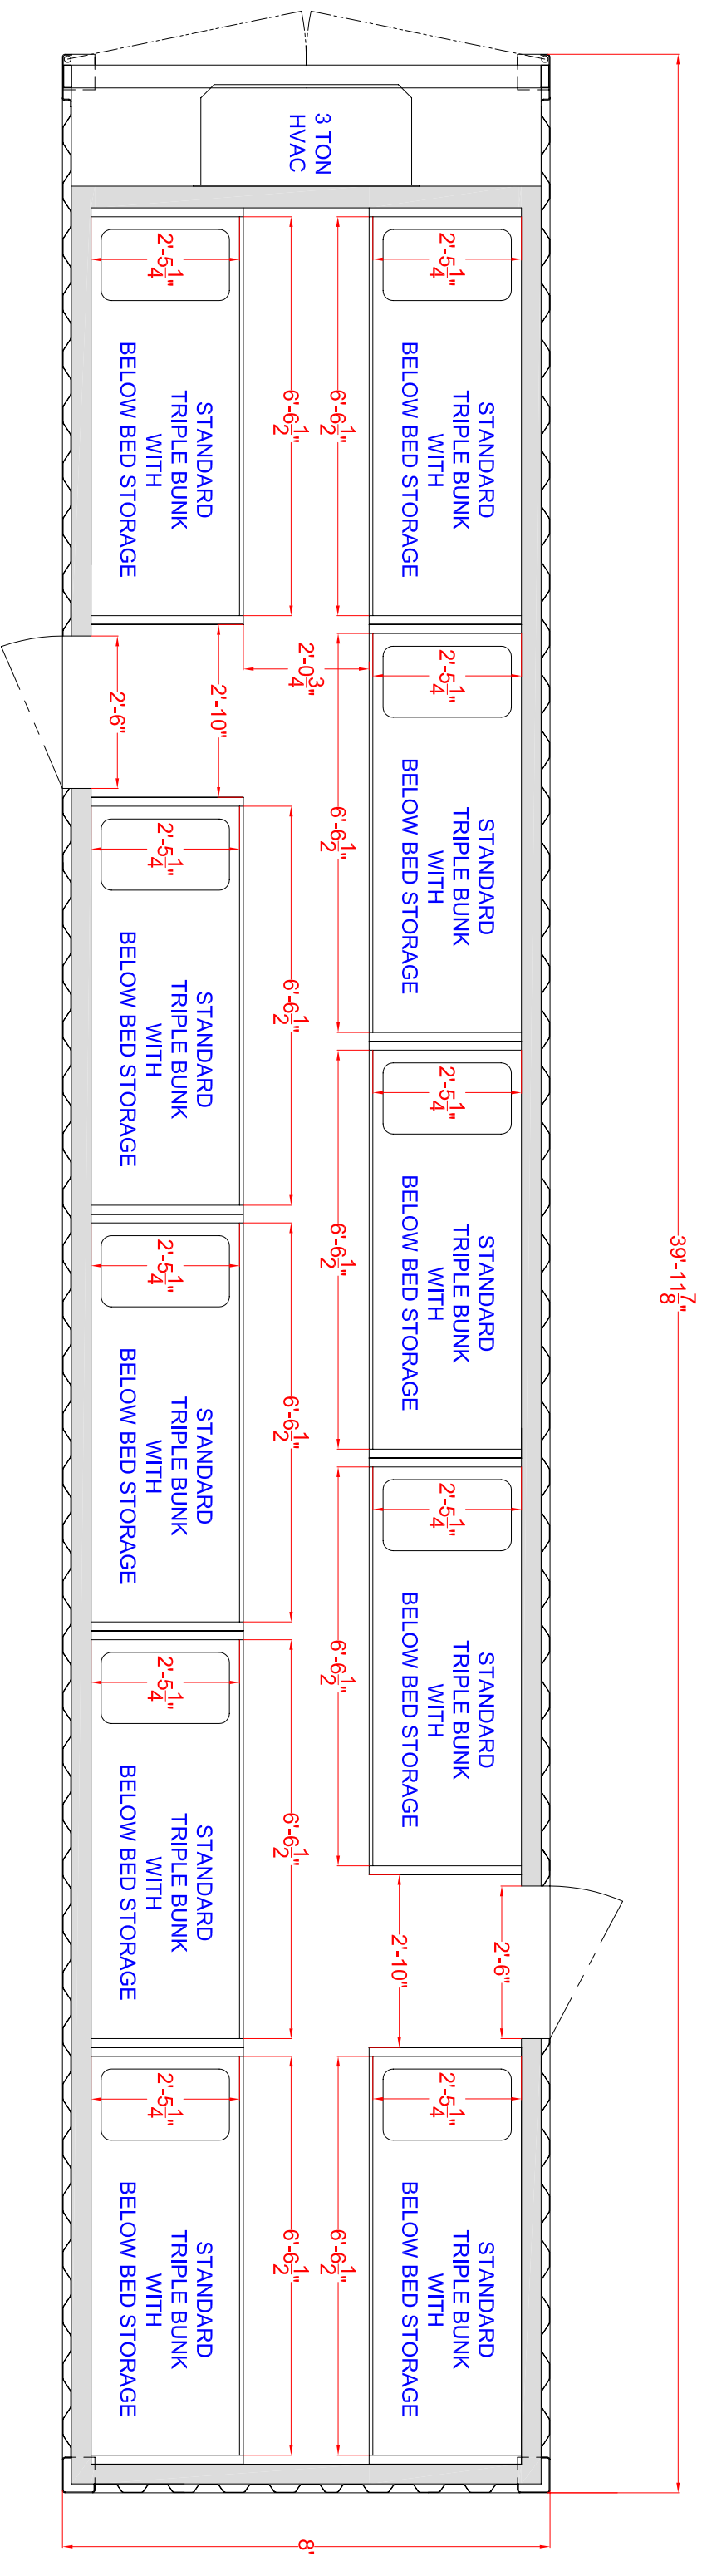 39'-11 7/8"
2'-5 1/4"
STANDARD
TRIPLE BUNK
WITH
BELOW BED STORAGE
6'-6 1/2"
2'-5 1/4"
STANDARD
TRIPLE BUNK
WITH
BELOW BED STORAGE
6'-6 1/2"
2'-5 1/4"
STANDARD
TRIPLE BUNK
WITH
BELOW BED STORAGE
6'-6 1/2"
2'-5 1/4"
STANDARD
TRIPLE BUNK
WITH
BELOW BED STORAGE
6'-6 1/2"
2'-6"
2'-10"
2'-5 1/4"
STANDARD
TRIPLE BUNK
WITH
BELOW BED STORAGE
6'-6 1/2"
3 TON
HVAC
2'-0 3/4"
8'
6'-6 1/2"
2'-5 1/4"
STANDARD
TRIPLE BUNK
WITH
BELOW BED STORAGE
2'-10"
2'-6"
6'-6 1/2"
2'-5 1/4"
STANDARD
TRIPLE BUNK
WITH
BELOW BED STORAGE
6'-6 1/2"
2'-5 1/4"
STANDARD
TRIPLE BUNK
WITH
BELOW BED STORAGE
6'-6 1/2"
2'-5 1/4"
STANDARD
TRIPLE BUNK
WITH
BELOW BED STORAGE
6'-6 1/2"
2'-5 1/4"
STANDARD
TRIPLE BUNK
WITH
BELOW BED STORAGE